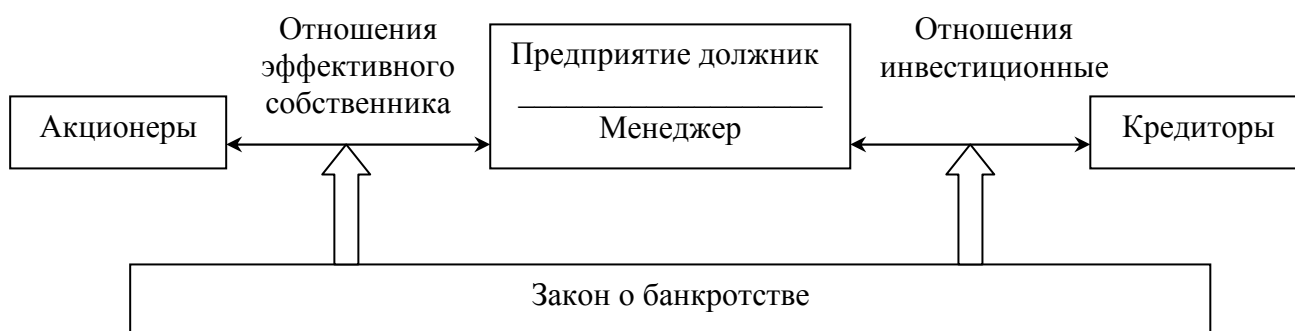 Отношения
эффективного
собственника
Предприятие должник
Менеджер
Отношения
инвестиционные
Акционеры
Кредиторы
Закон о банкротстве